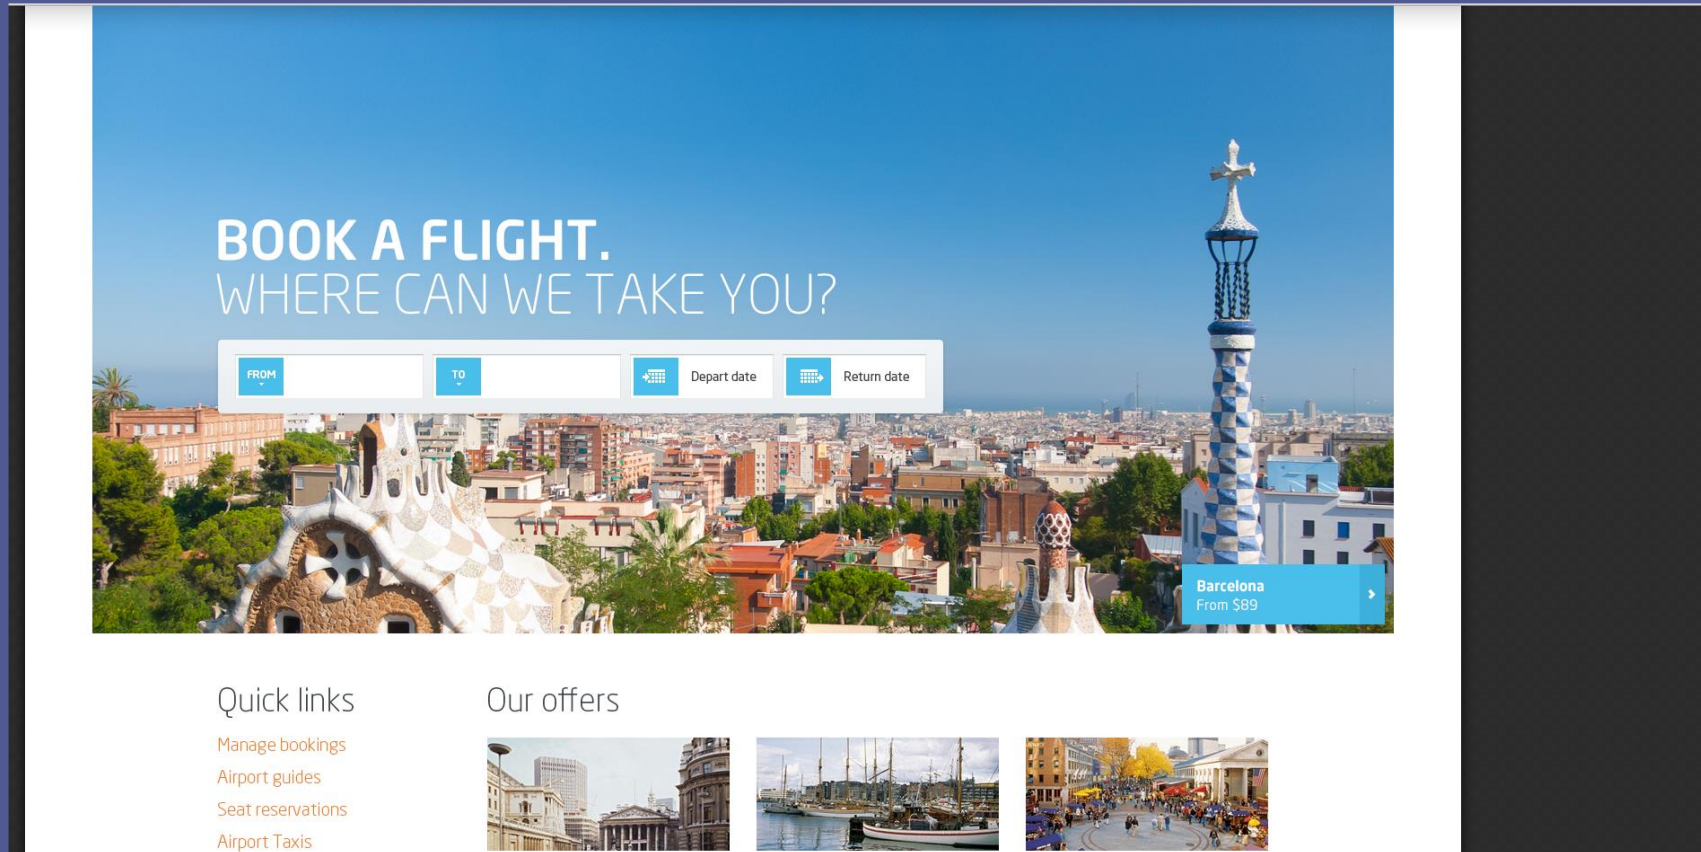 BOOK A FLIGHT.
WHERE CAN WE TAKE YOU?
FROM
TO
Depart date
Return date
Barcelona
From $89
Quick links
Our offers
Manage bookings
Airport guides
Seat reservations
Airport Taxis